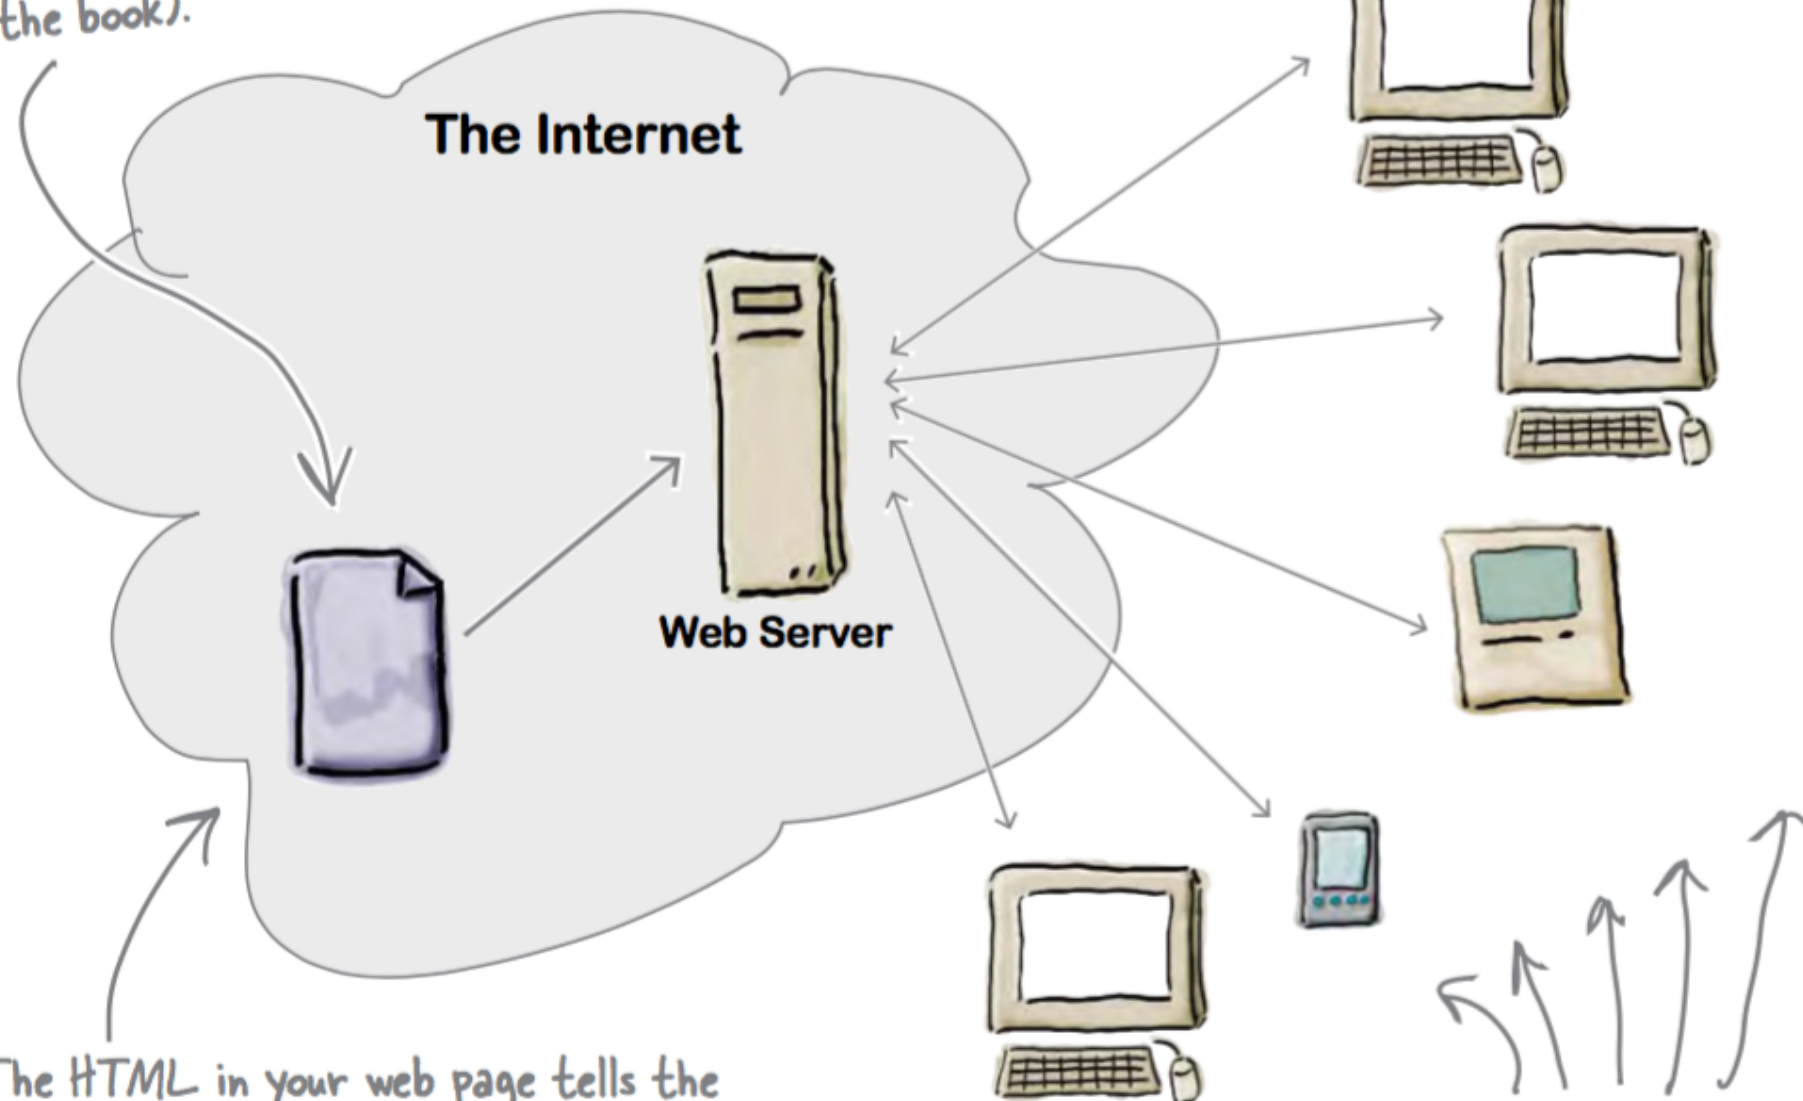 the book).
The Internet
Web Server
The HTML in your web page tells the